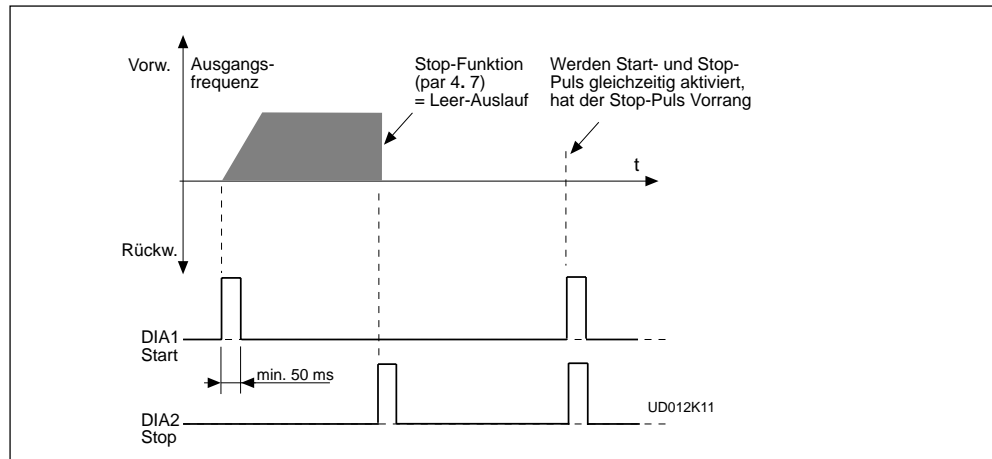 Vorw.
Ausgangs-
frequenz
Stop-Funktion
(par 4. 7)
= Leer-Auslauf
Werden Start- und Stop-
Puls gleichzeitig aktiviert,
hat der Stop-Puls Vorrang
t
Rückw.
DIA1
Start
min. 50 ms
DIA2
Stop
UD012K11